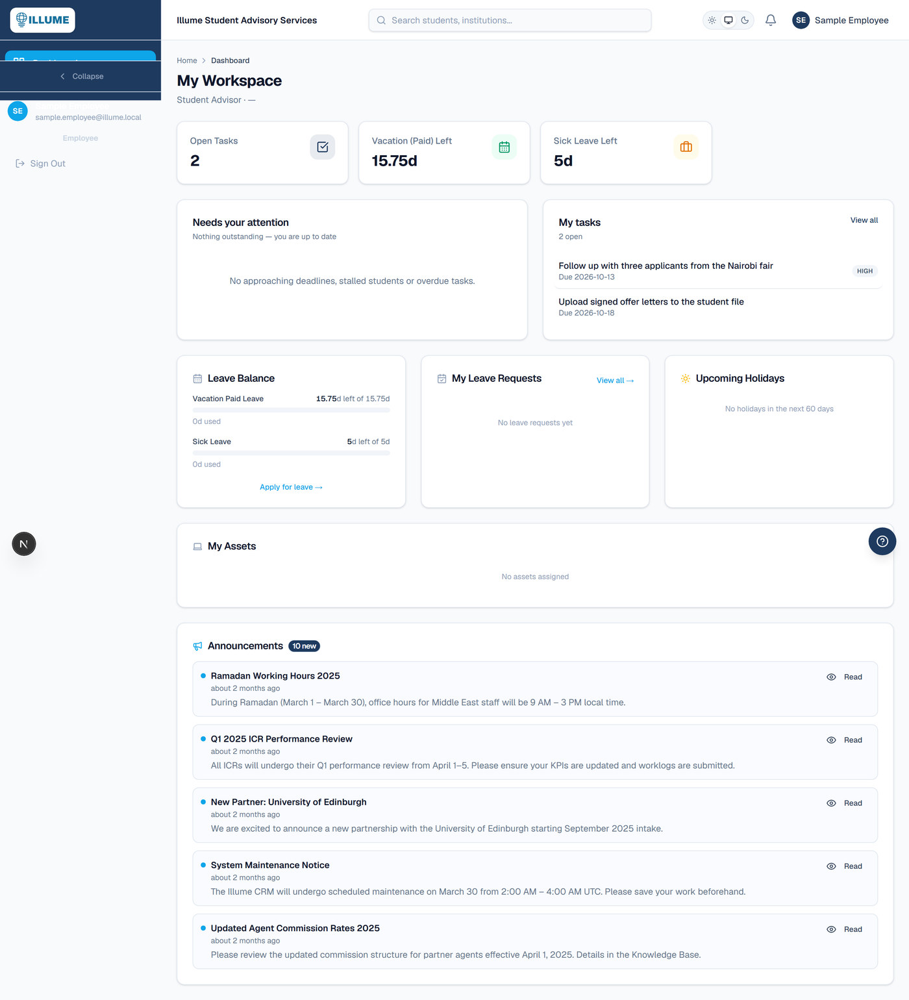 ILLUME
Illume Student Advisory Services
Search students, institutions...
SE
Sample Employee
Collapse
SE
sample.employee@illume.local
Employee
Sign Out
Home
Dashboard
My Workspace
Student Advisor · —
Open Tasks
2
Vacation (Paid) Left
15.75d
Sick Leave Left
5d
Needs your attention
Nothing outstanding — you are up to date
No approaching deadlines, stalled students or overdue tasks.
My tasks
View all
2 open
Follow up with three applicants from the Nairobi fair
Due 2026-10-13
HIGH
Upload signed offer letters to the student file
Due 2026-10-18
Leave Balance
Vacation Paid Leave
15.75d left of 15.75d
0d used
Sick Leave
5d left of 5d
0d used
Apply for leave →
My Leave Requests
View all →
No leave requests yet
Upcoming Holidays
No holidays in the next 60 days
N
My Assets
No assets assigned
Announcements
10 new
Ramadan Working Hours 2025
about 2 months ago
During Ramadan (March 1 – March 30), office hours for Middle East staff will be 9 AM – 3 PM local time.
Read
Q1 2025 ICR Performance Review
about 2 months ago
All ICRs will undergo their Q1 performance review from April 1–5. Please ensure your KPIs are updated and worklogs are submitted.
Read
New Partner: University of Edinburgh
about 2 months ago
We are excited to announce a new partnership with the University of Edinburgh starting September 2025 intake.
Read
System Maintenance Notice
about 2 months ago
The Illume CRM will undergo scheduled maintenance on March 30 from 2:00 AM – 4:00 AM UTC. Please save your work beforehand.
Read
Updated Agent Commission Rates 2025
about 2 months ago
Please review the updated commission structure for partner agents effective April 1, 2025. Details in the Knowledge Base.
Read